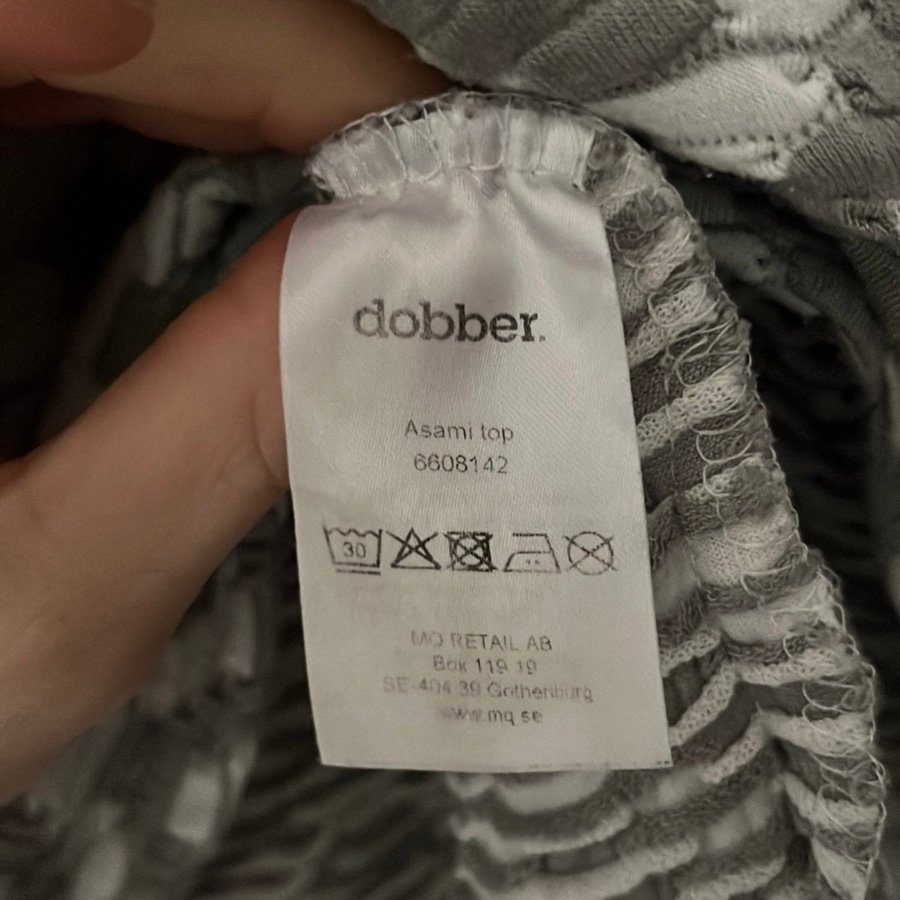 dobber.
Asami top
6608142
30
MQ RETAIL AB
Box 119 19
SE-404 39 Gothenburg
www.mq.se